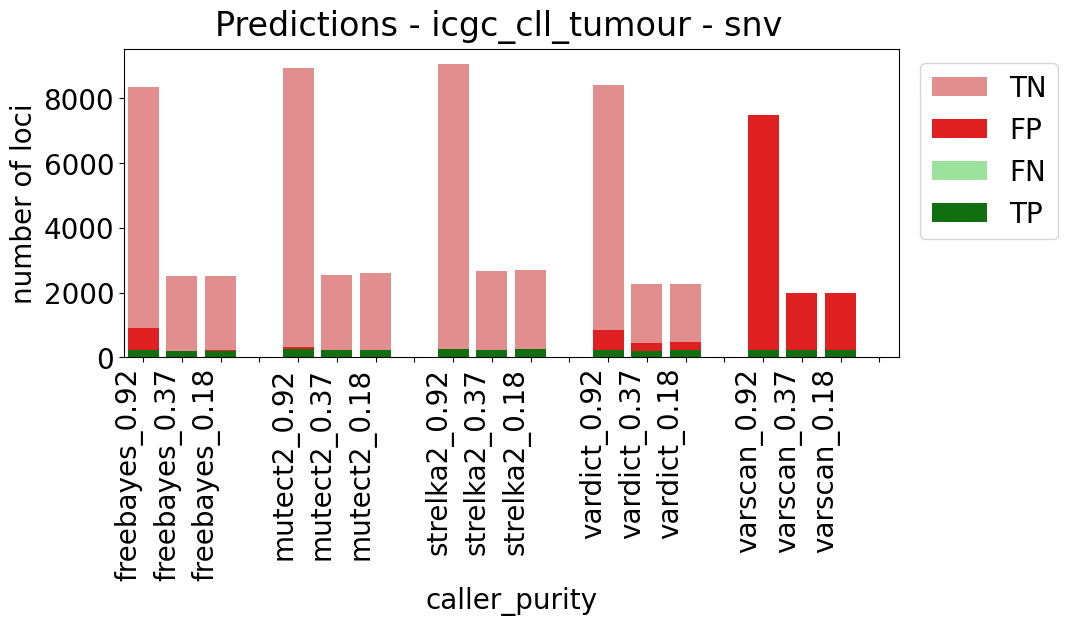 Predictions - icgc_cll_tumour - snv
number of loci
8000
6000
4000
2000
0
freebayes_0.92
freebayes_0.37
freebayes_0.18
mutect2_0.92
mutect2_0.37
mutect2_0.18
strelka2_0.92
strelka2_0.37
strelka2_0.18
vardict_0.92
vardict_0.37
vardict_0.18
varscan_0.92
varscan_0.37
varscan_0.18
caller_purity
TN
FP
FN
TP